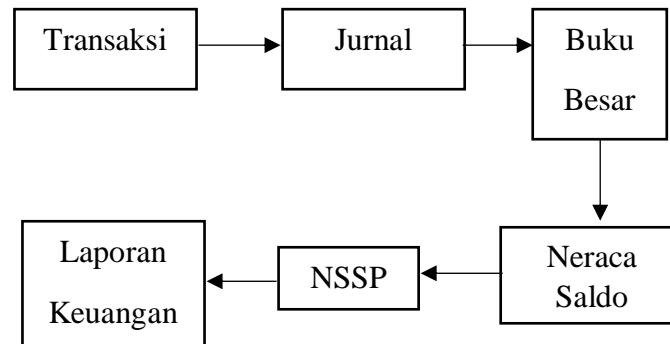 Transaksi
Jurnal
Buku
Besar
Laporan
Keuangan
NSSP
Neraca
Saldo